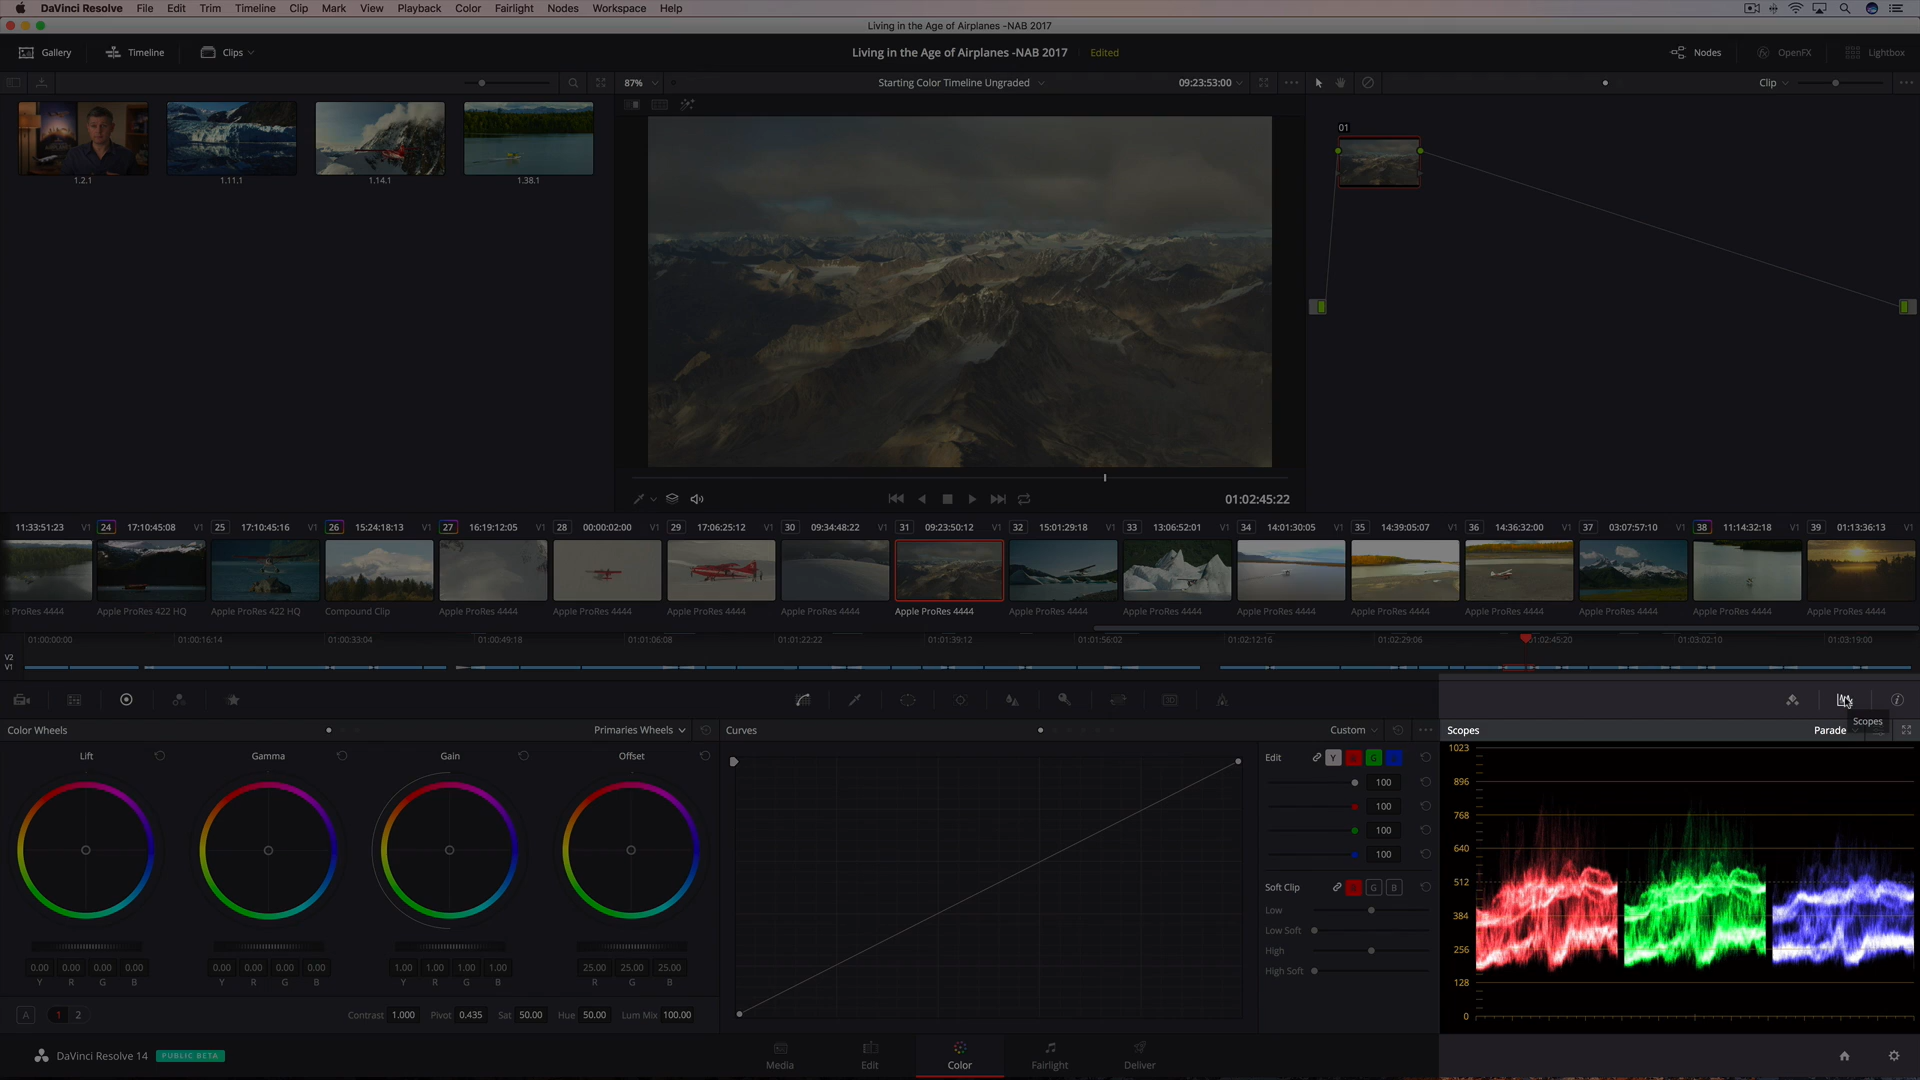 DaVinci Resolve File Edit Trim Timeline Clip Mark View Playback Color Fairlight Nodes Workspace Help
Living in the Age of Airplanes -NAB 2017
Gallery Timeline Clips Living in the Age of Airplanes -NAB 2017 Edited Nodes OpenFX Lightbox
87% Starting Color Timeline Ungraded 09:23:53:00 Clip
01
1.2.1 1.11.1 1.14.1 1.38.1
01:02:45:22
11:33:51:23 V1 24 17:10:45:08 V1 25 17:10:45:16 V1 26 15:24:18:13 V1 27 16:19:12:05 V1 28 00:00:02:00 V1 29 17:06:25:12 V1 30 09:34:48:22 V1 31 09:23:50:12 V1 32 15:01:29:18 V1 33 13:06:52:01 V1 34 14:01:30:05 V1 35 14:39:05:07 V1 36 14:36:32:00 V1 37 03:07:57:10 V1 38 11:14:32:18 V1 39 01:13:36:13 V1
e ProRes 4444 Apple ProRes 422 HQ Apple ProRes 422 HQ Compound Clip Apple ProRes 4444 Apple ProRes 4444 Apple ProRes 4444 Apple ProRes 4444 Apple ProRes 4444 Apple ProRes 4444 Apple ProRes 4444 Apple ProRes 4444 Apple ProRes 4444 Apple ProRes 4444 Apple ProRes 4444 Apple ProRes 4444 Apple ProRes 4444
01:00:00:00 01:00:16:14 01:00:33:04 01:00:49:18 01:01:06:08 01:01:22:22 01:01:39:12 01:01:56:02 01:02:12:16 01:02:29:06 01:02:45:20 01:03:02:10 01:03:19:00
V2
V1
3D
Scopes
Color Wheels Primaries Wheels Curves Custom Scopes Parade
Lift Gamma Gain Offset Edit Y G
100
100
100
100
Soft Clip G B
Low
Low Soft
High
High Soft
0.00 0.00 0.00 0.00 0.00 0.00 0.00 0.00 1.00 1.00 1.00 1.00 25.00 25.00 25.00
Y R G B Y R G B Y R G B R G B
A 1 2 Contrast 1.000 Pivot 0.435 Sat 50.00 Hue 50.00 Lum Mix 100.00
1023
896
768
640
512
384
256
128
0
DaVinci Resolve 14 PUBLIC BETA Media Edit Color Fairlight Deliver